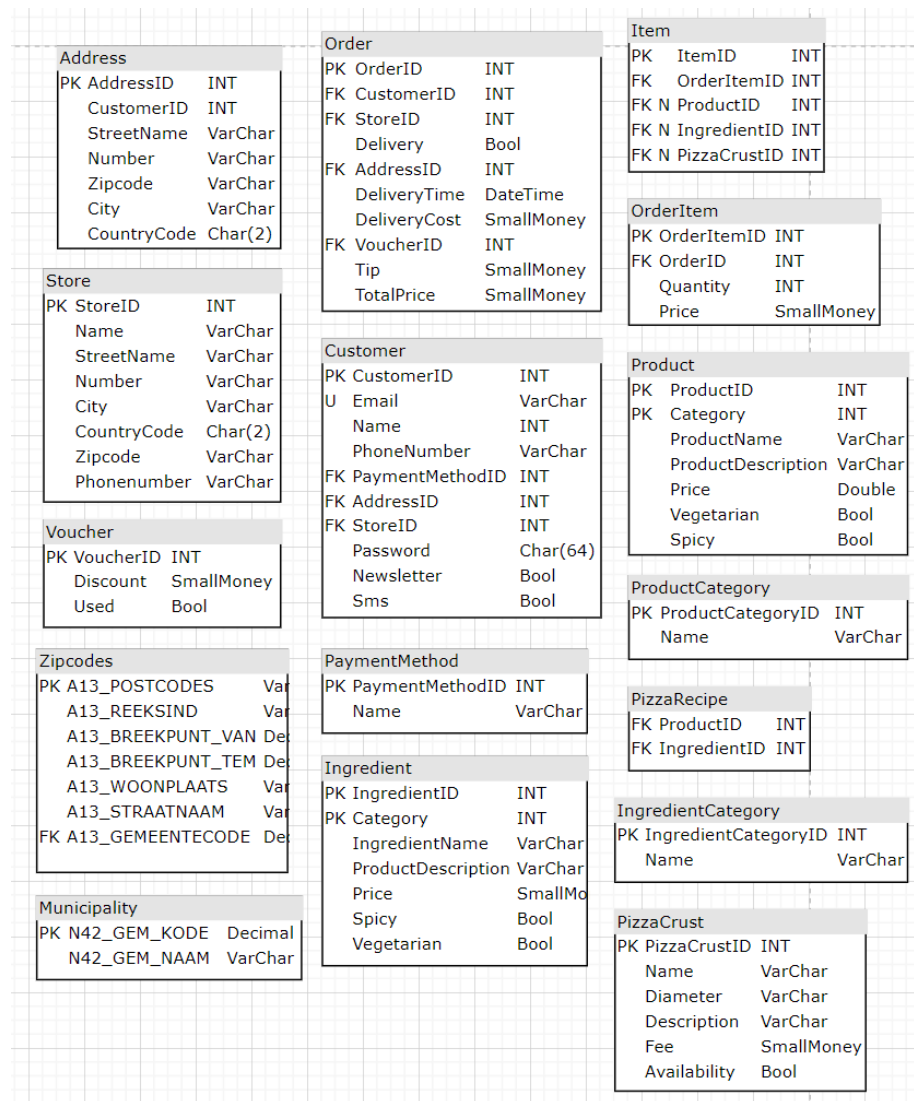 Address
PK AddressID INT
CustomerID INT
StreetName VarChar
Number VarChar
Zipcode VarChar
City VarChar
CountryCode Char(2)
Store
PK StoreID INT
Name VarChar
StreetName VarChar
Number VarChar
City VarChar
CountryCode Char(2)
Zipcode VarChar
Phonenumber VarChar
Voucher
PK VoucherID INT
Discount SmallMoney
Used Bool
Zipcodes
PK A13_POSTCODES Var
A13_REEKSIND Var
A13_BREEKPUNT_VAN Dec
A13_BREEKPUNT_TEM Dec
A13_WOONPLAATS Var
A13_STRAATNAAM Var
FK A13_GEMEENTECODE Dec
Municipality
PK N42_GEM_KODE Decimal
N42_GEM_NAAM VarChar
Order
PK OrderID INT
FK CustomerID INT
FK StoreID INT
Delivery Bool
FK AddressID INT
DeliveryTime DateTime
DeliveryCost SmallMoney
FK VoucherID INT
Tip SmallMoney
TotalPrice SmallMoney
Customer
PK CustomerID INT
U Email VarChar
Name INT
PhoneNumber VarChar
FK PaymentMethodID INT
FK AddressID INT
FK StoreID INT
Password Char(64)
Newsletter Bool
Sms Bool
PaymentMethod
PK PaymentMethodID INT
Name VarChar
Ingredient
PK IngredientID INT
PK Category INT
IngredientName VarChar
ProductDescription VarChar
Price SmallMo
Spicy Bool
Vegetarian Bool
Item
PK ItemID INT
FK OrderItemID INT
FK N ProductID INT
FK N IngredientID INT
FK N PizzaCrustID INT
OrderItem
PK OrderItemID INT
FK OrderID INT
Quantity INT
Price SmallMoney
Product
PK ProductID INT
PK Category INT
ProductName VarChar
ProductDescription VarChar
Price Double
Vegetarian Bool
Spicy Bool
ProductCategory
PK ProductCategoryID INT
Name VarChar
PizzaRecipe
FK ProductID INT
FK IngredientID INT
IngredientCategory
PK IngredientCategoryID INT
Name VarChar
PizzaCrust
PK PizzaCrustID INT
Name VarChar
Diameter VarChar
Description VarChar
Fee SmallMoney
Availability Bool